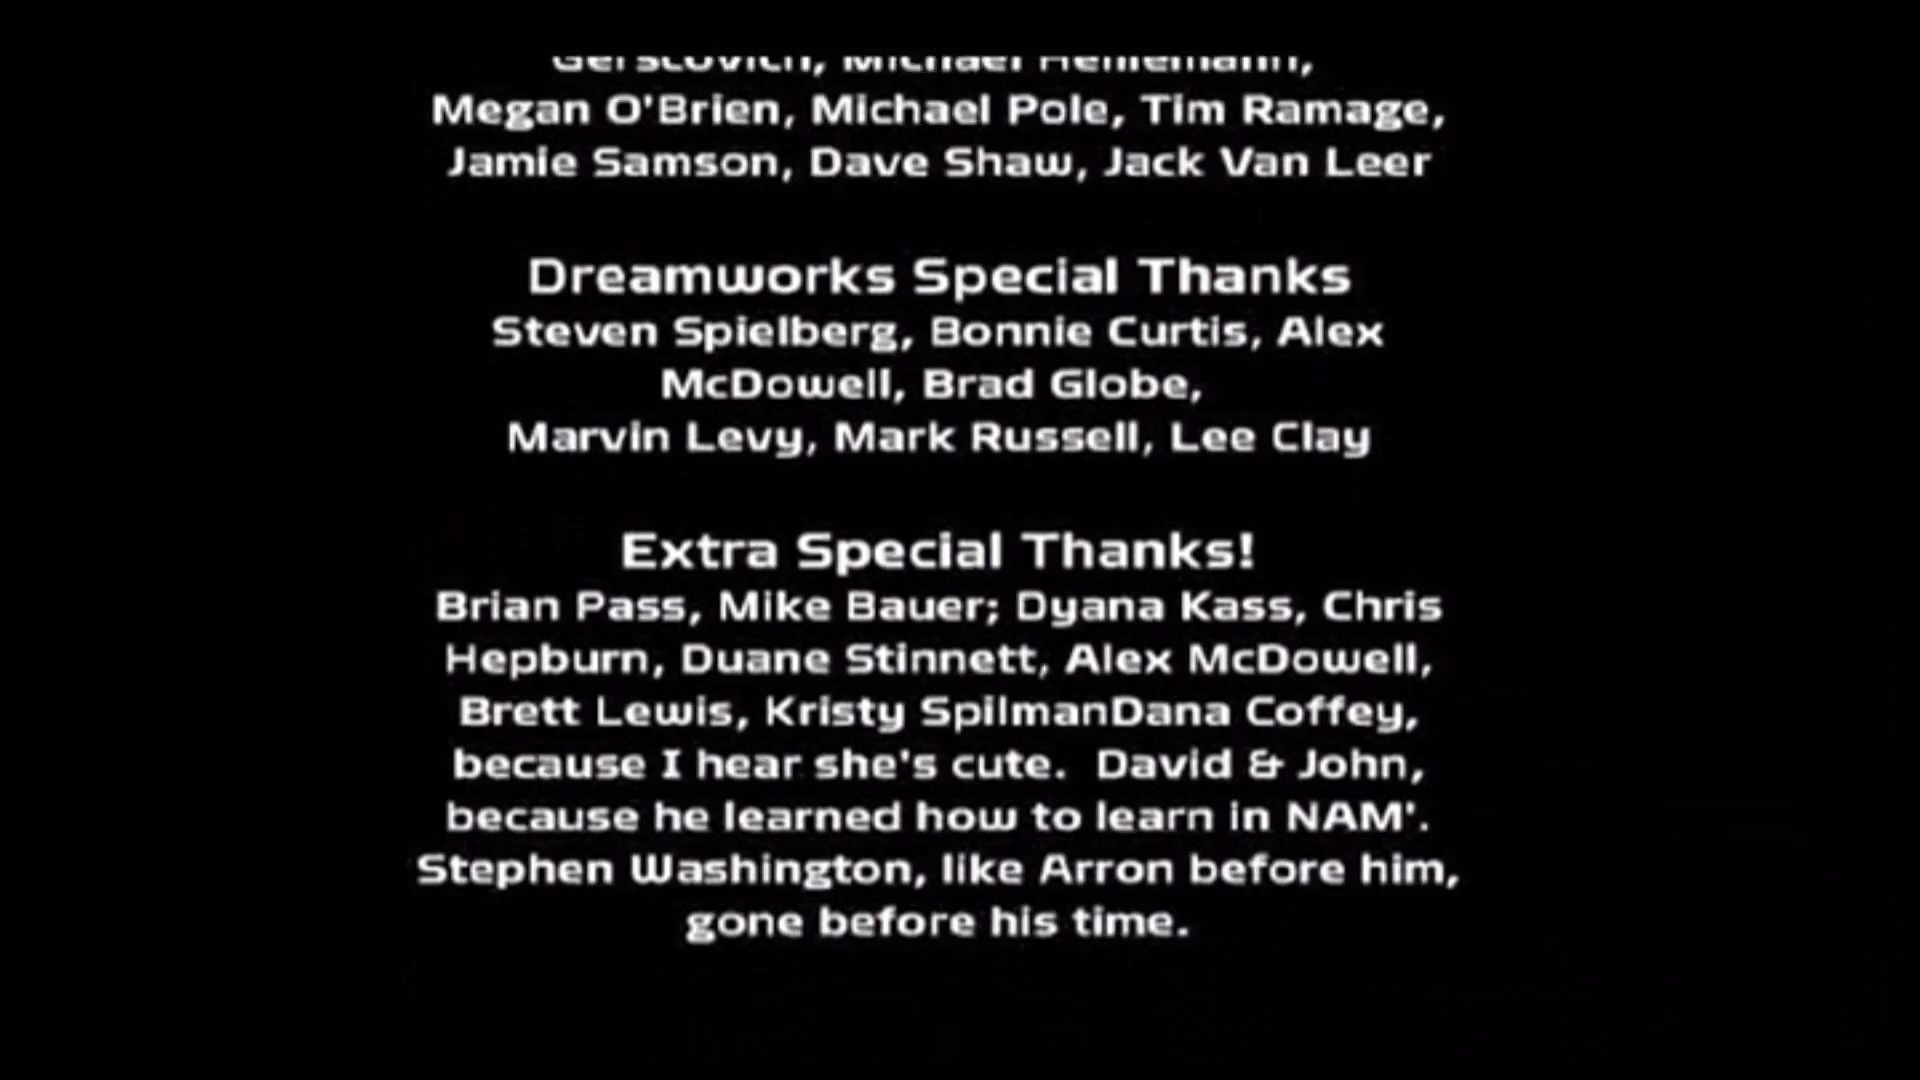 Gerstovich, Michael Heinemann,
Megan O'Brien, Michael Pole, Tim Ramage,
Jamie Samson, Dave Shaw, Jack Van Leer
Dreamworks Special Thanks
Steven Spielberg, Bonnie Curtis, Alex
McDowell, Brad Globe,
Marvin Levy, Mark Russell, Lee Clay
Extra Special Thanks!
Brian Pass, Mike Bauer; Dyana Kass, Chris
Hepburn, Duane Stinnett, Alex McDowell,
Brett Lewis, Kristy SpilmanDana Coffey,
because I hear she's cute.  David & John,
because he learned how to learn in NAM'.
Stephen Washington, like Arron before him,
gone before his time.